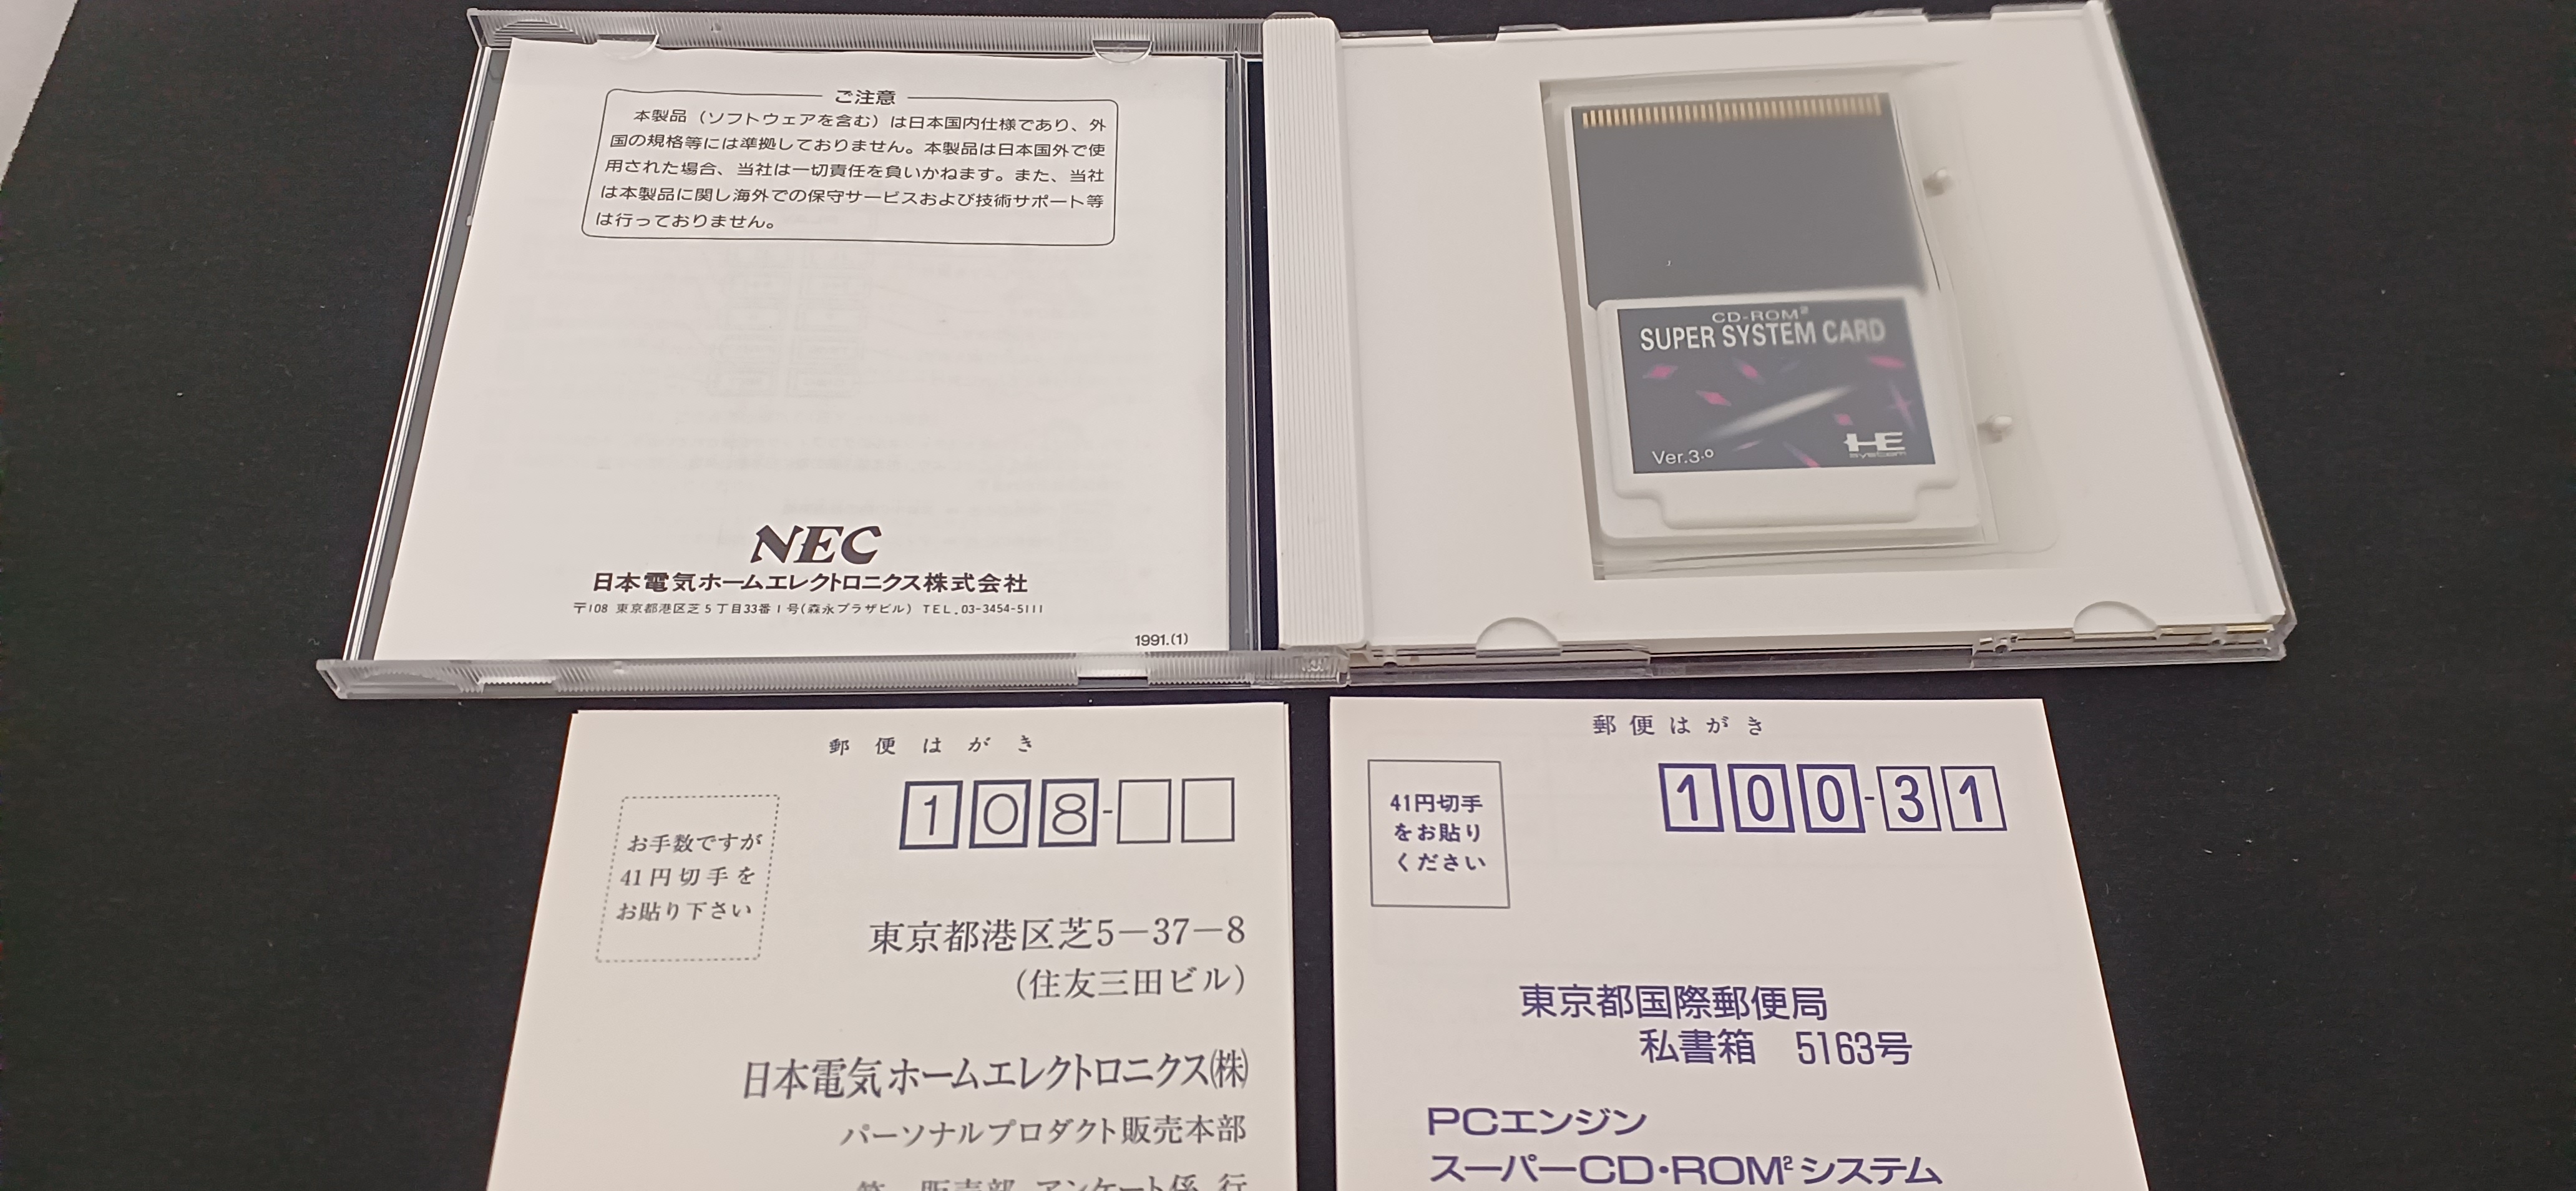 ご注意
本製品（ソフトウェアを含む）は日本国内仕様であり、外
国の規格等には準拠しておりません。本製品は日本国外で使
用された場合、当社は一切責任を負いかねます。また、当社
は本製品に関し海外での保守サービスおよび技術サポート等
は行っておりません。
NEC
日本電気ホームエレクトロニクス株式会社
〒108 東京都港区芝5丁目33番1号(森永プラザビル) TEL.03-3454-5111
1991.(1)
CD-ROM²
SUPER SYSTEM CARD
Ver.3.0
HE
system
郵便はがき
108-
お手数ですが
41円切手を
お貼り下さい
東京都港区芝5−37−8
(住友三田ビル)
日本電気ホームエレクトロニクス㈱
パーソナルプロダクト販売本部
販売部 アンケート係 行
郵便はがき
100-31
41円切手
をお貼り
ください
東京都国際郵便局
私書箱 5163号
PCエンジン
スーパーCD・ROM²システム